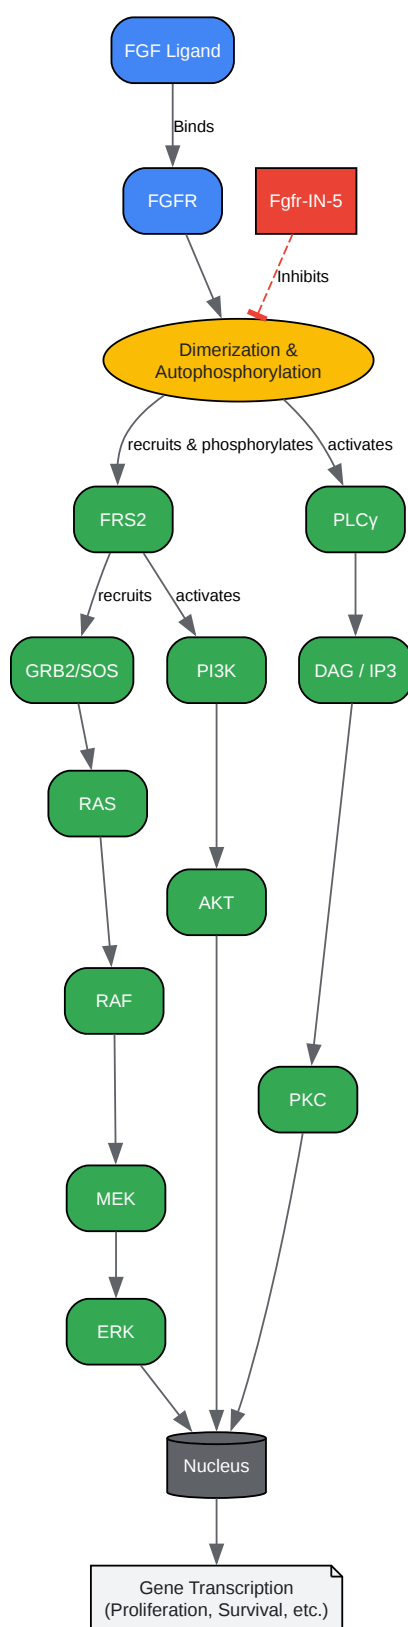 FGF Ligand
Binds
FGFR
Fgfr-IN-5
Inhibits
Dimerization &
Autophosphorylation
recruits & phosphorylates
activates
FRS2
PLCγ
recruits
activates
GRB2/SOS
PI3K
DAG / IP3
RAS
AKT
RAF
PKC
MEK
ERK
Nucleus
Gene Transcription
(Proliferation, Survival, etc.)